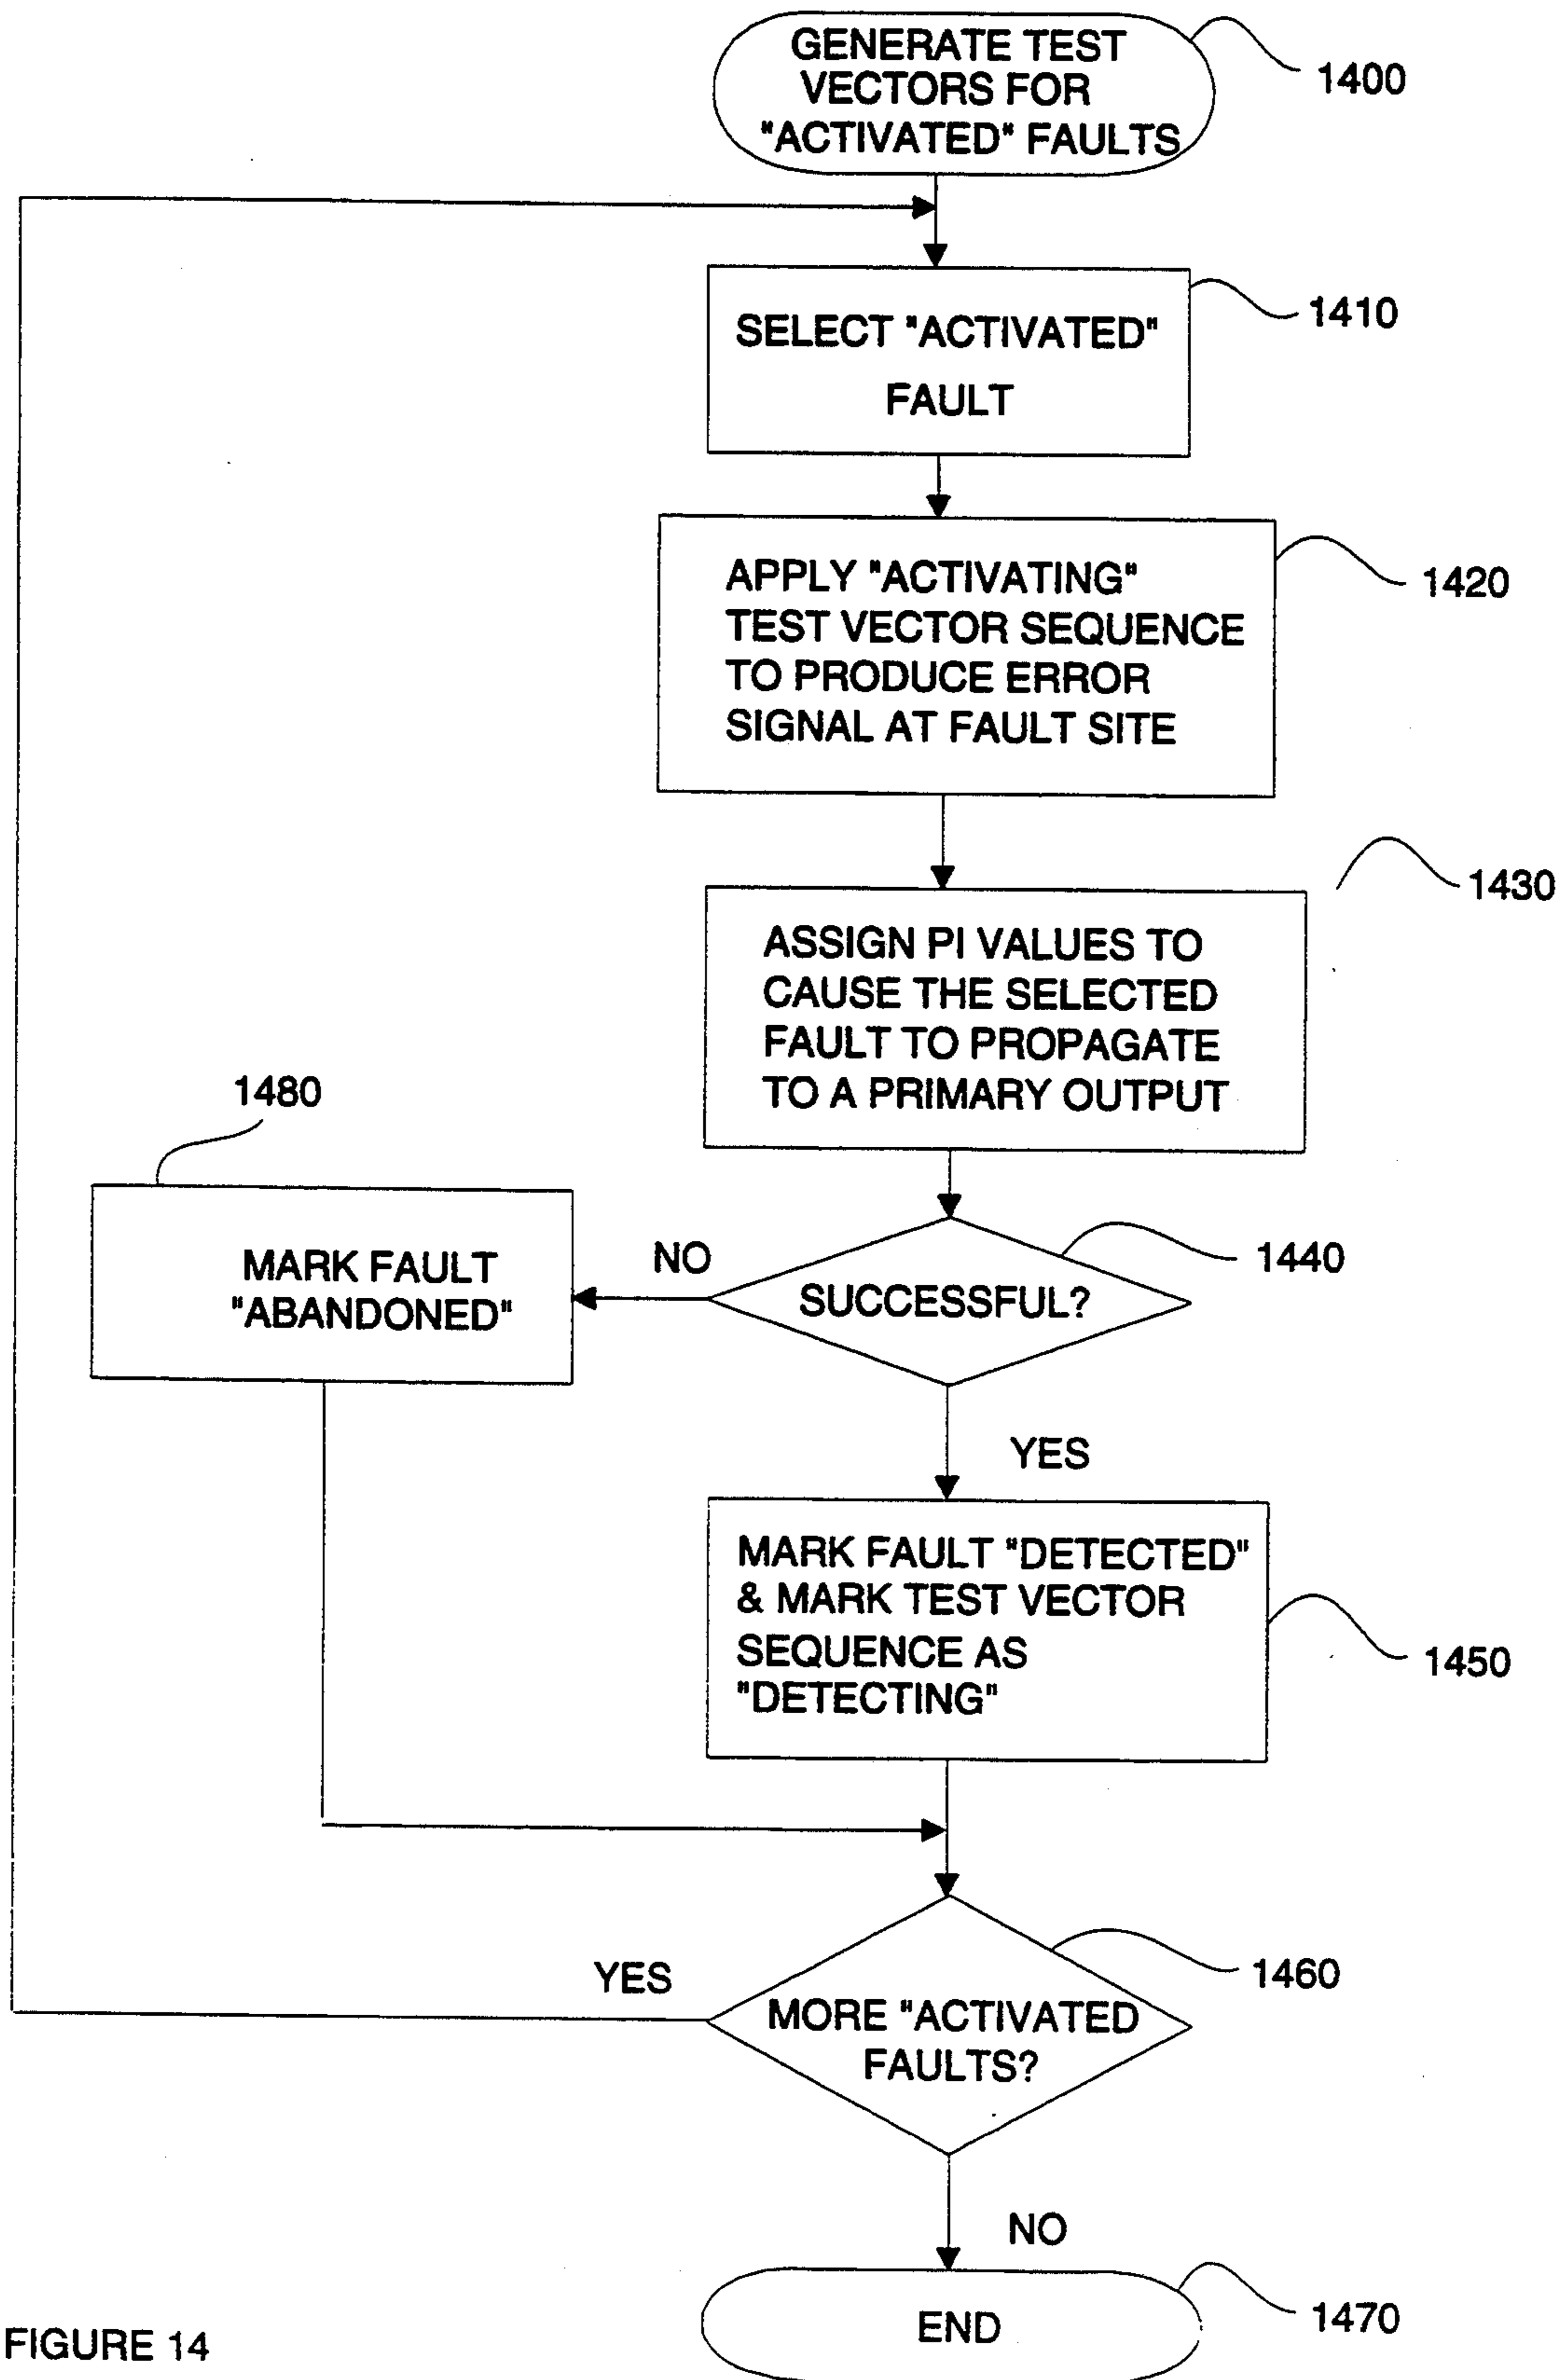 GENERATE TEST
VECTORS FOR
"ACTIVATED" FAULTS
1400
SELECT "ACTIVATED"
FAULT
1410
APPLY "ACTIVATING"
TEST VECTOR SEQUENCE
TO PRODUCE ERROR
SIGNAL AT FAULT SITE
1420
ASSIGN PI VALUES TO
CAUSE THE SELECTED
FAULT TO PROPAGATE
TO A PRIMARY OUTPUT
1430
1480
MARK FAULT
"ABANDONED"
NO
SUCCESSFUL?
1440
YES
MARK FAULT "DETECTED"
& MARK TEST VECTOR
SEQUENCE AS
"DETECTING"
1450
YES
MORE "ACTIVATED
FAULTS?
1460
NO
END
1470
FIGURE 14